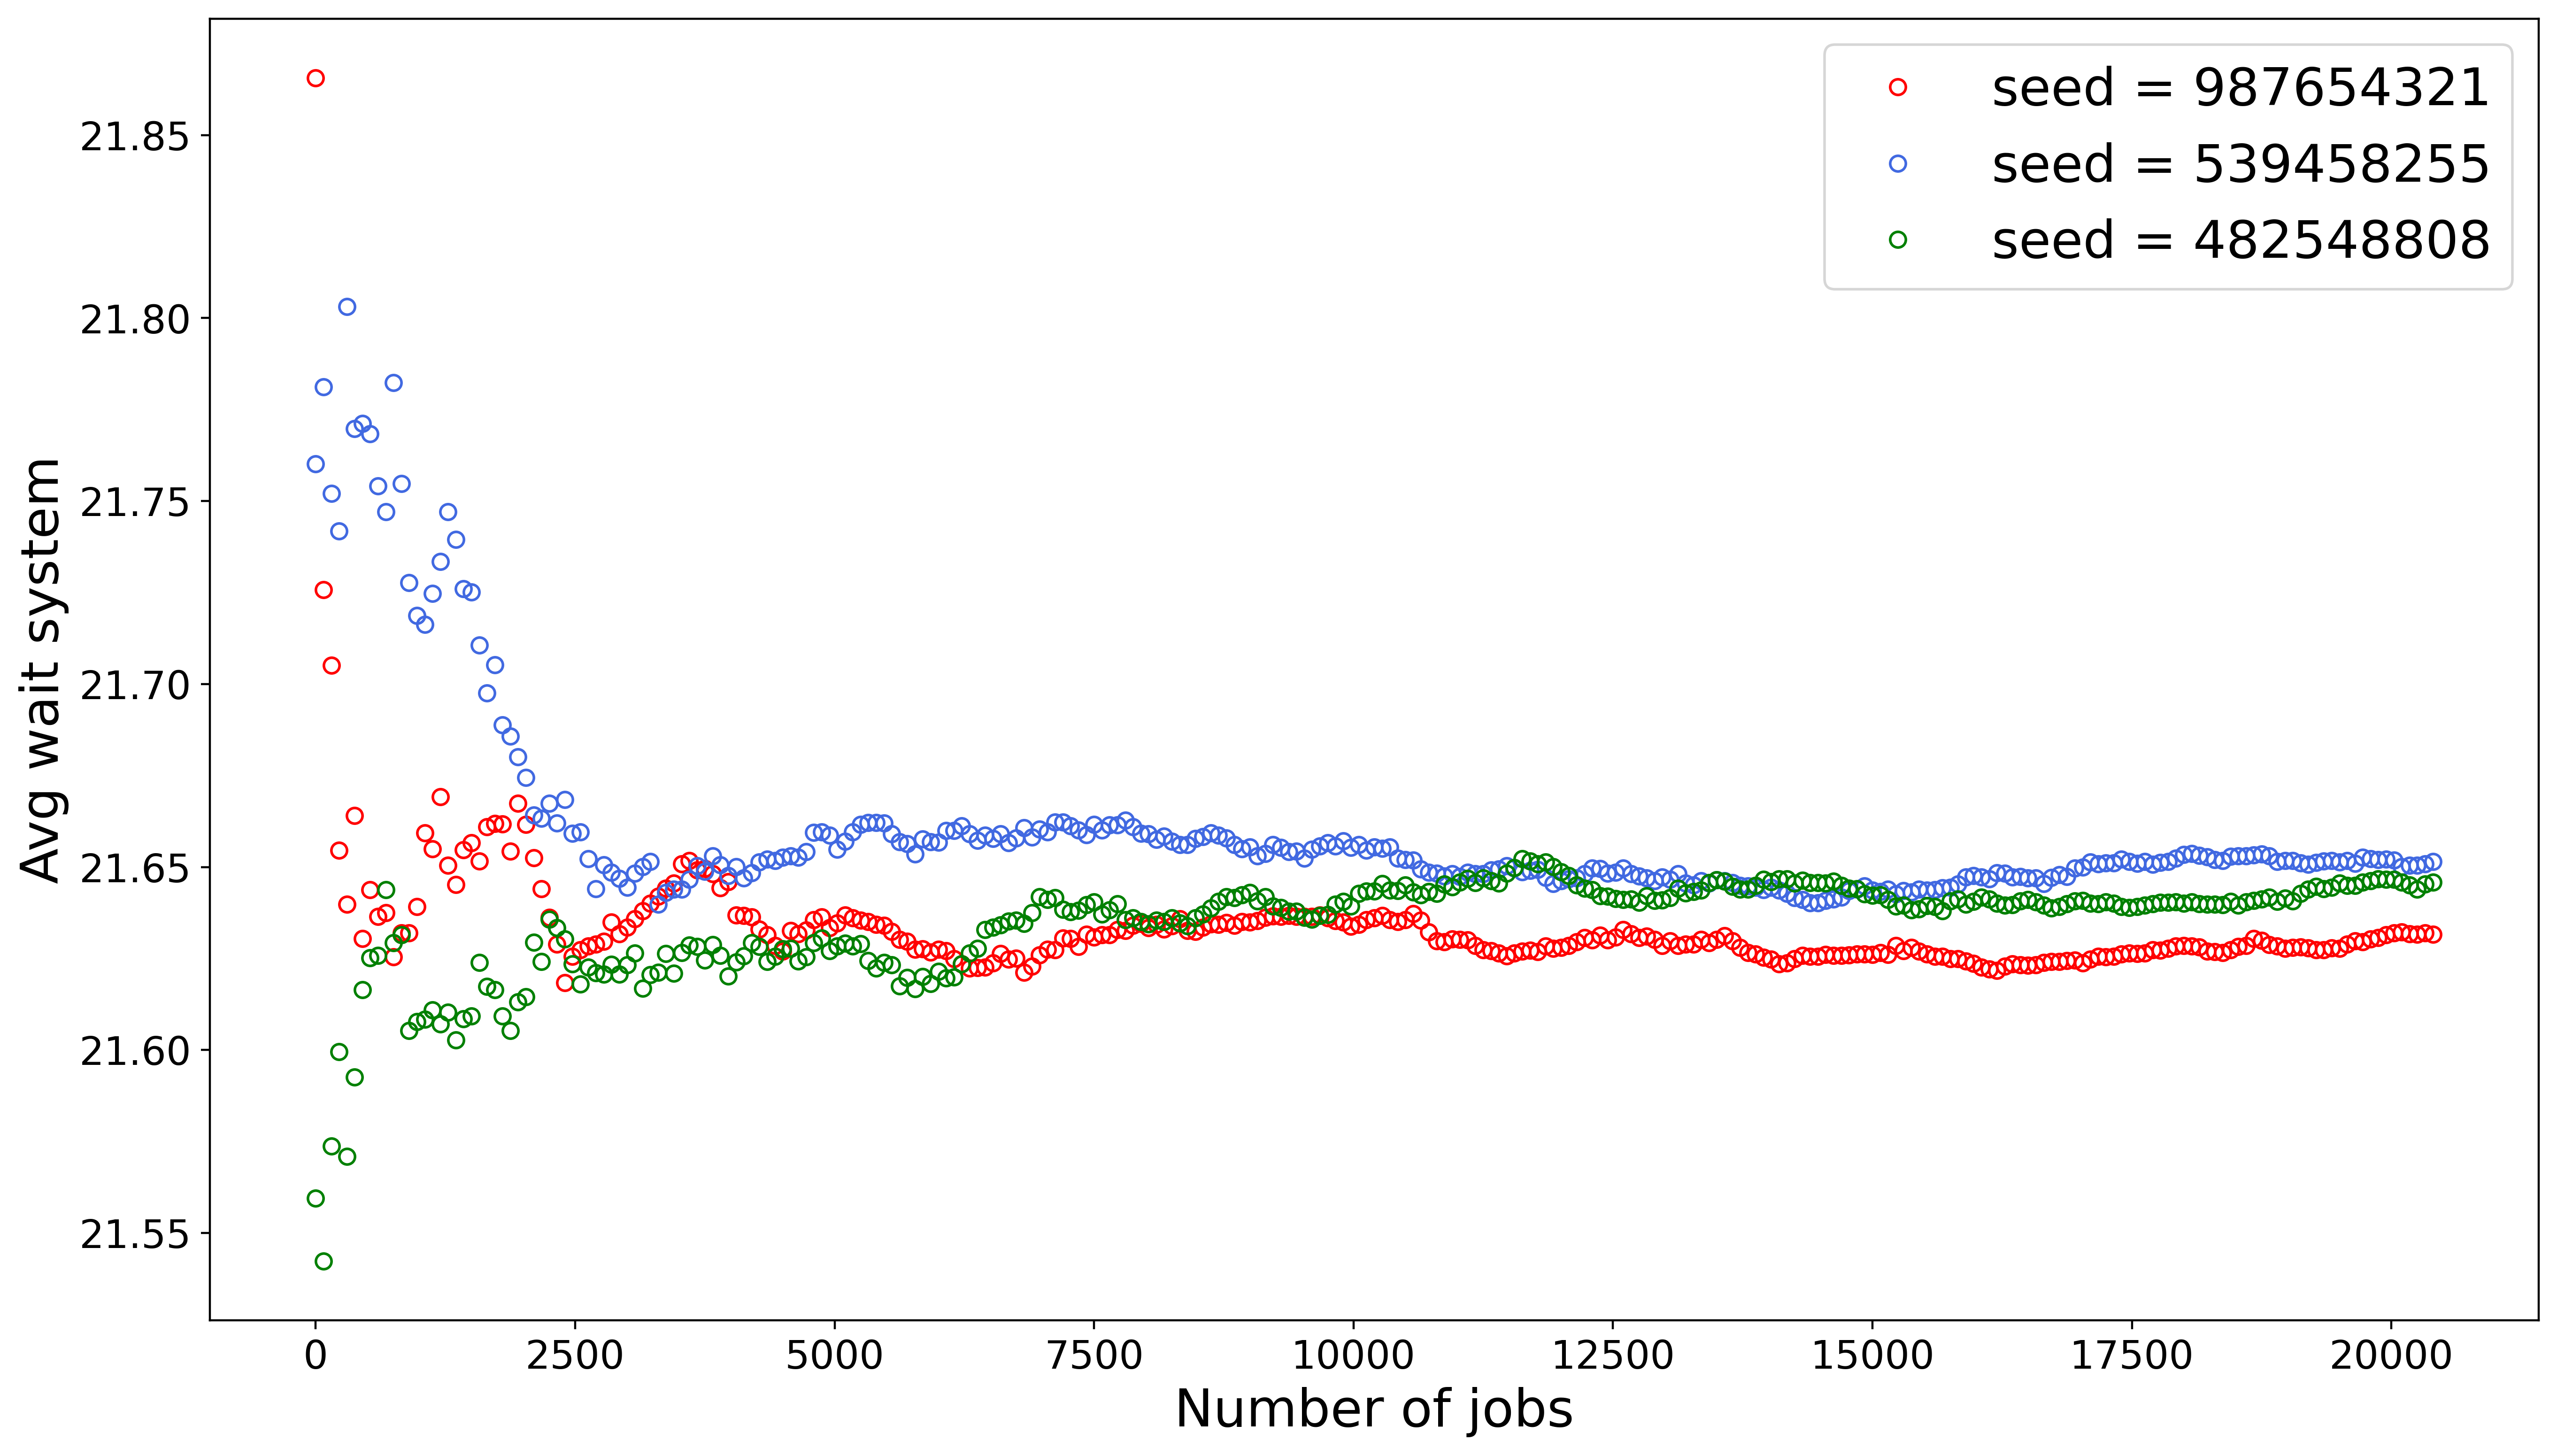 21.85
21.80
21.75
21.70
21.65
21.60
21.55
Avg wait system
0 2500 5000 7500 10000 12500 15000 17500 20000
Number of jobs
seed = 987654321
seed = 539458255
seed = 482548808